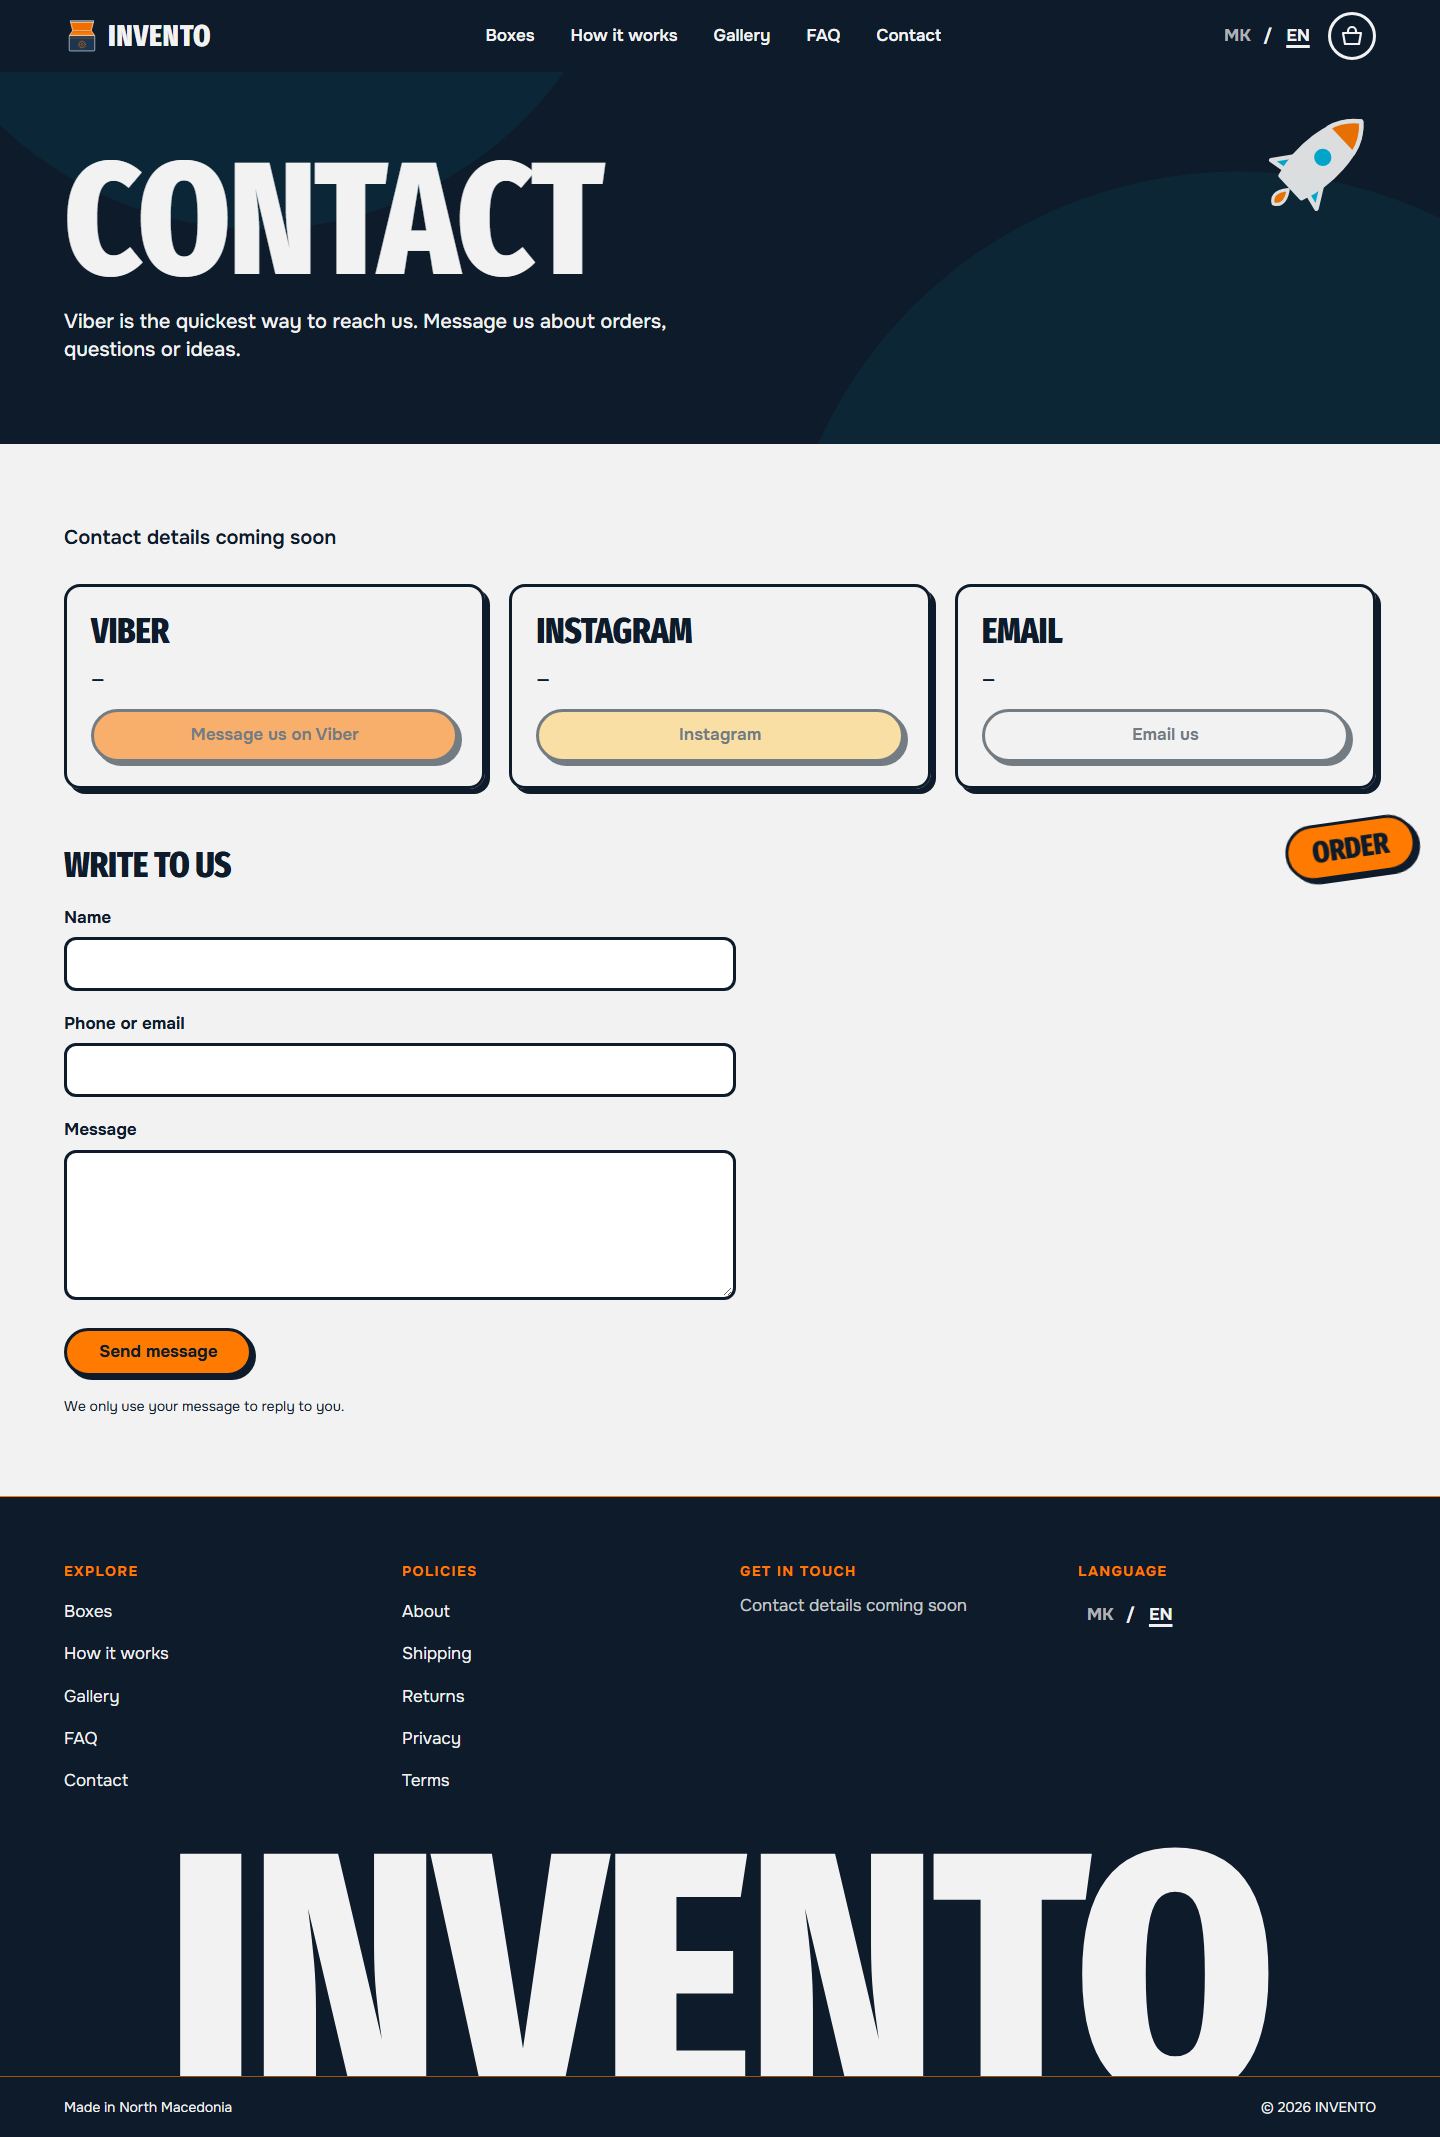 INVENTO
Boxes How it works Gallery FAQ Contact
MK / EN
CONTACT
Viber is the quickest way to reach us. Message us about orders,
questions or ideas.
Contact details coming soon
VIBER
–
Message us on Viber
INSTAGRAM
–
Instagram
EMAIL
–
Email us
ORDER
WRITE TO US
Name
Phone or email
Message
Send message
We only use your message to reply to you.
EXPLORE
Boxes
How it works
Gallery
FAQ
Contact
POLICIES
About
Shipping
Returns
Privacy
Terms
GET IN TOUCH
Contact details coming soon
LANGUAGE
MK / EN
INVENTO
Made in North Macedonia
© 2026 INVENTO